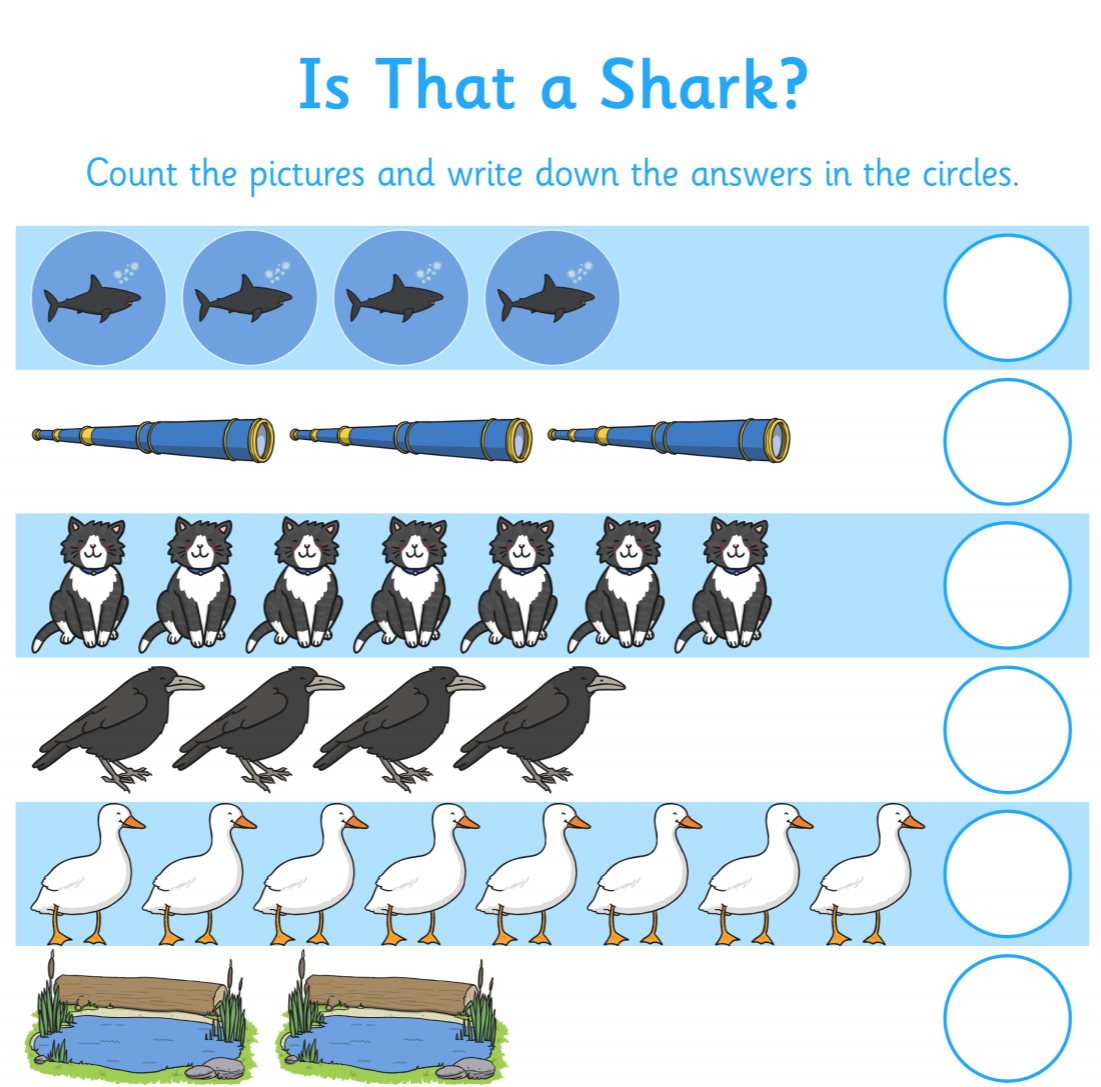 Is That a Shark?
Count the pictures and write down the answers in the circles.